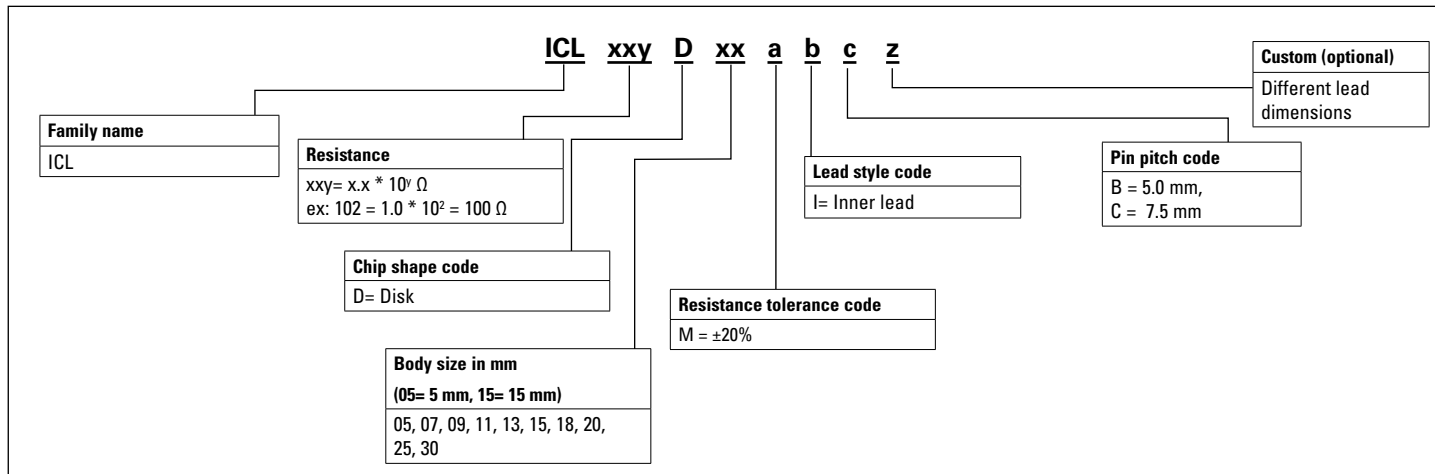 ICL xxy D xx a b c z
Custom (optional)
Different lead
dimensions
Family name
ICL
Resistance
xxy= x.x * 10ʸ Ω
ex: 102 = 1.0 * 10² = 100 Ω
Lead style code
I= Inner lead
Pin pitch code
B = 5.0 mm,
C = 7.5 mm
Chip shape code
D= Disk
Resistance tolerance code
M = ±20%
Body size in mm
(05= 5 mm, 15= 15 mm)
05, 07, 09, 11, 13, 15, 18, 20,
25, 30